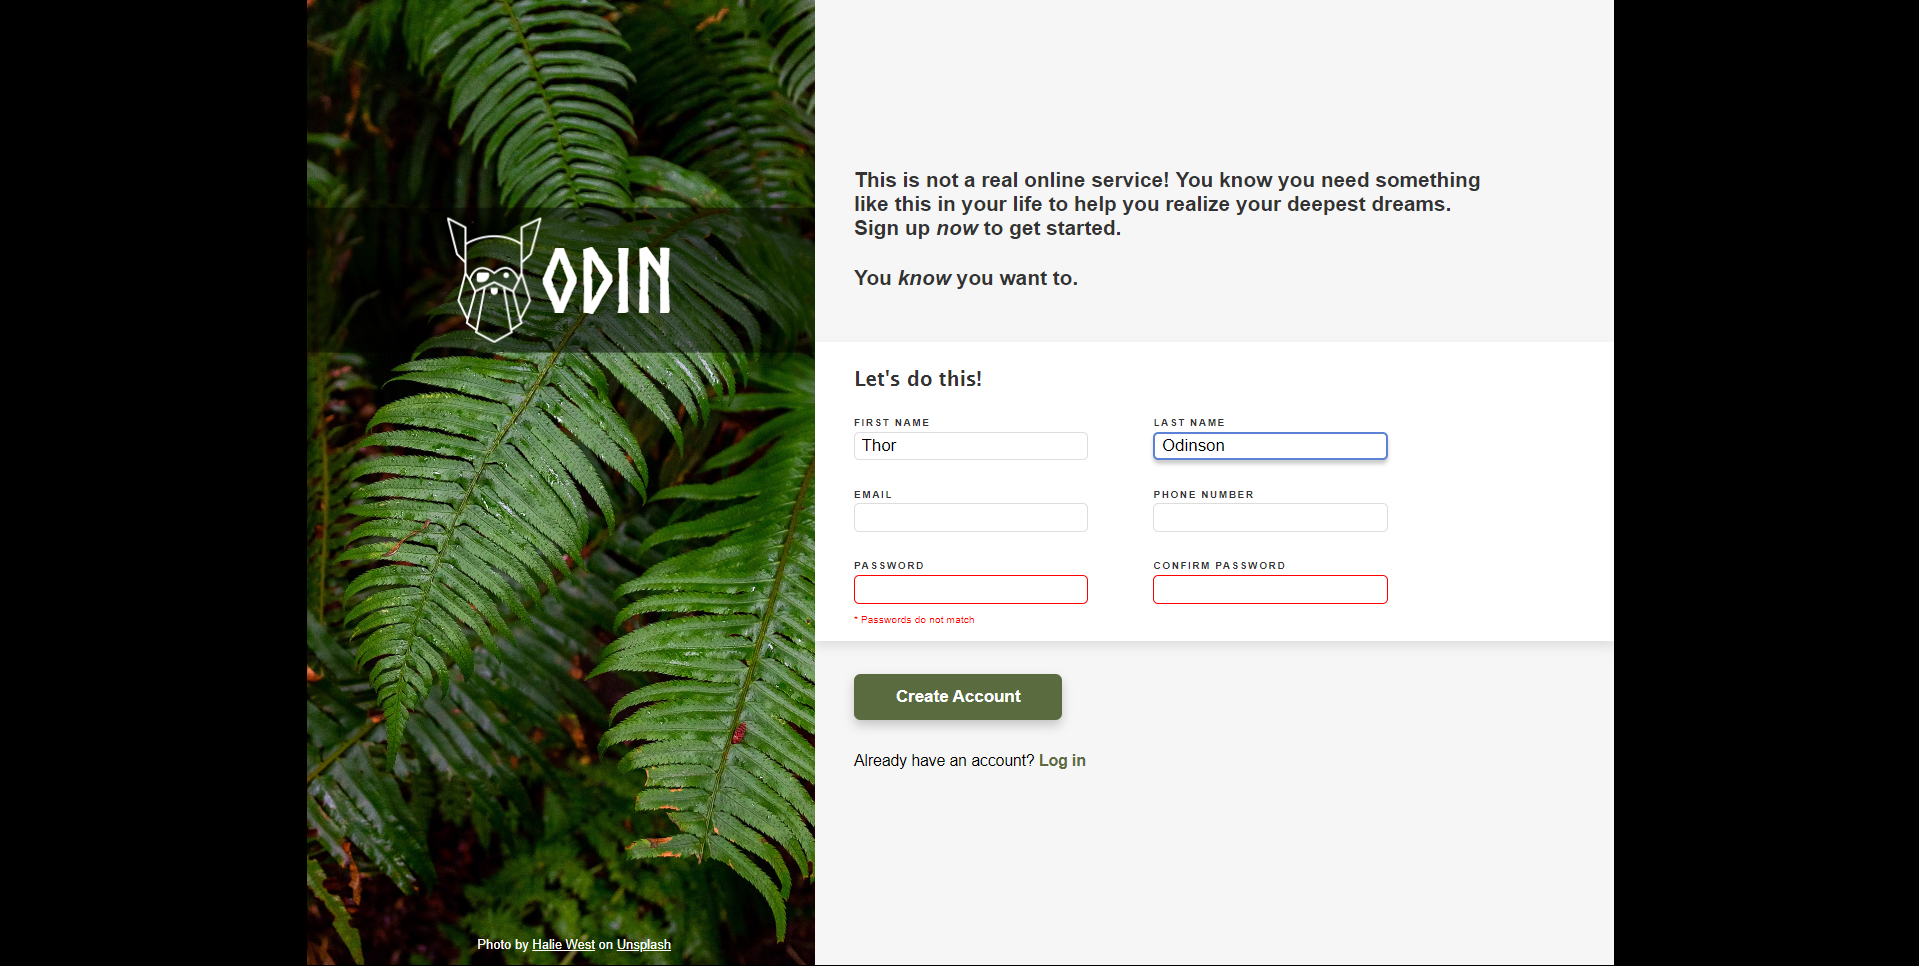 ODIN
Photo by Halie West on Unsplash
This is not a real online service! You know you need something
like this in your life to help you realize your deepest dreams.
Sign up now to get started.
You know you want to.
Let's do this!
FIRST NAME
Thor
LAST NAME
Odinson
EMAIL
PHONE NUMBER
PASSWORD
CONFIRM PASSWORD
* Passwords do not match
Create Account
Already have an account? Log in